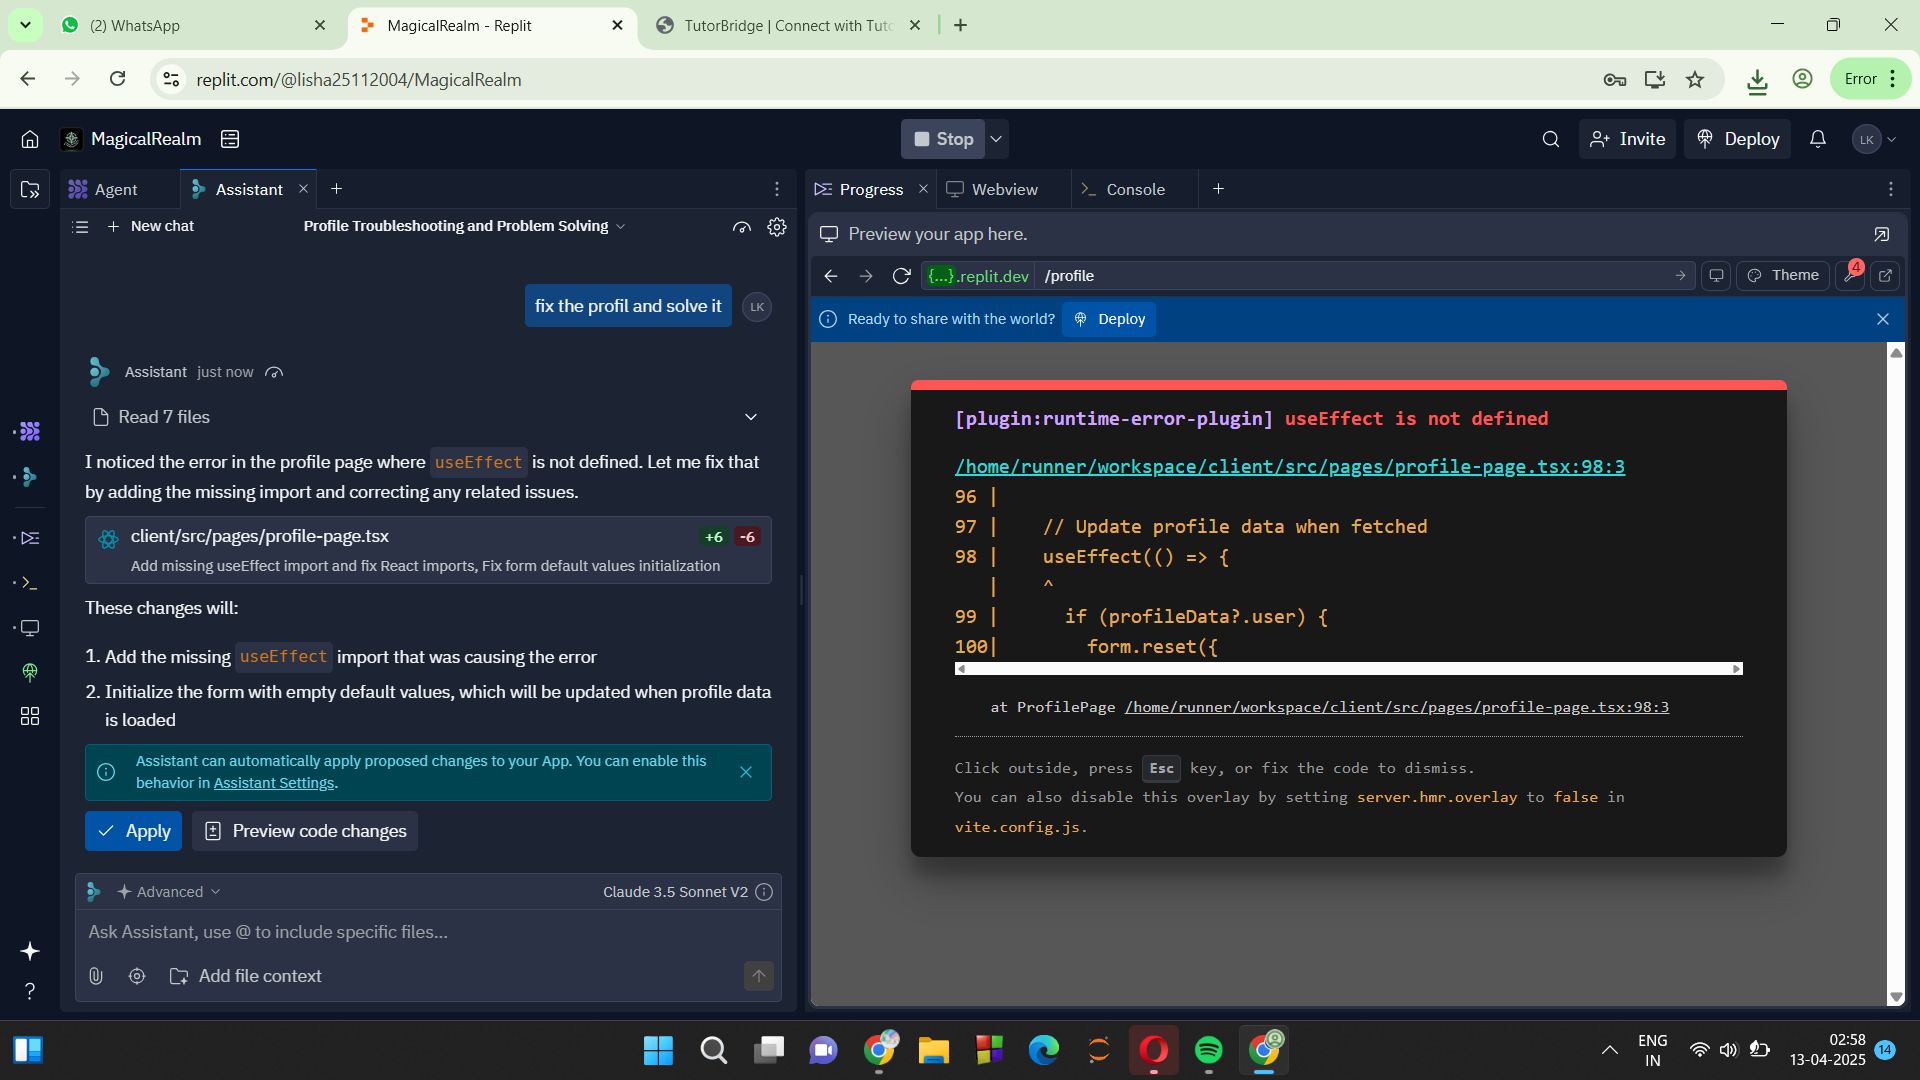 (2) WhatsApp
MagicalRealm - Replit
TutorBridge | Connect with Tuto
replit.com/@lisha25112004/MagicalRealm
Error
MagicalRealm
Stop
Invite
Deploy
LK
Agent
Assistant
Progress
Webview
Console
New chat
Profile Troubleshooting and Problem Solving
Preview your app here.
{...}.replit.dev
/profile
Theme
4
fix the profil and solve it
LK
Ready to share with the world?
Deploy
Assistant just now
Read 7 files
I noticed the error in the profile page where useEffect is not defined. Let me fix that
by adding the missing import and correcting any related issues.
client/src/pages/profile-page.tsx
+6 -6
Add missing useEffect import and fix React imports, Fix form default values initialization
These changes will:
1. Add the missing useEffect import that was causing the error
2. Initialize the form with empty default values, which will be updated when profile data
is loaded
Assistant can automatically apply proposed changes to your App. You can enable this
behavior in Assistant Settings.
Apply
Preview code changes
Advanced
Claude 3.5 Sonnet V2
Ask Assistant, use @ to include specific files...
Add file context
[plugin:runtime-error-plugin] useEffect is not defined
/home/runner/workspace/client/src/pages/profile-page.tsx:98:3
96 |
97 | // Update profile data when fetched
98 | useEffect(() => {
| ^
99 | if (profileData?.user) {
100| form.reset({
at ProfilePage /home/runner/workspace/client/src/pages/profile-page.tsx:98:3
Click outside, press Esc key, or fix the code to dismiss.
You can also disable this overlay by setting server.hmr.overlay to false in
vite.config.js.
ENG
IN
02:58
13-04-2025
14